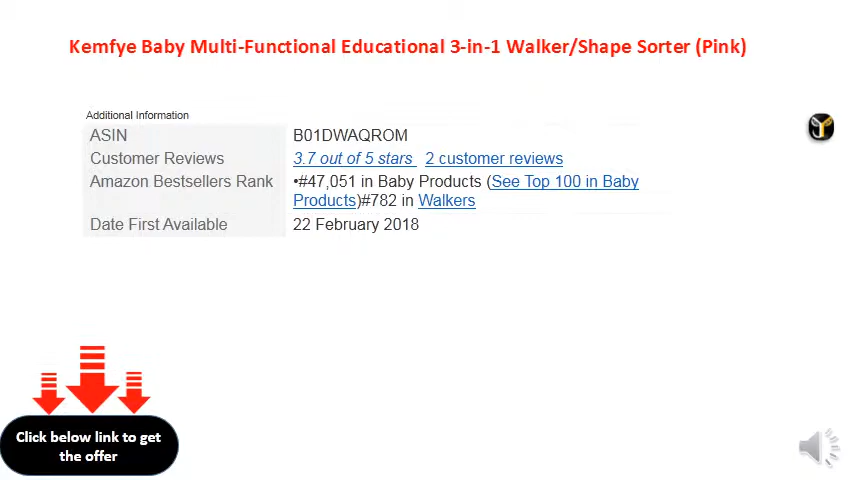 Kemfye Baby Multi-Functional Educational 3-in-1 Walker/Shape Sorter (Pink)
Additional Information
ASIN B01DWAQROM
Customer Reviews 3.7 out of 5 stars 2 customer reviews
Amazon Bestsellers Rank •#47,051 in Baby Products (See Top 100 in Baby
Products)#782 in Walkers
Date First Available 22 February 2018
Click below link to get
the offer